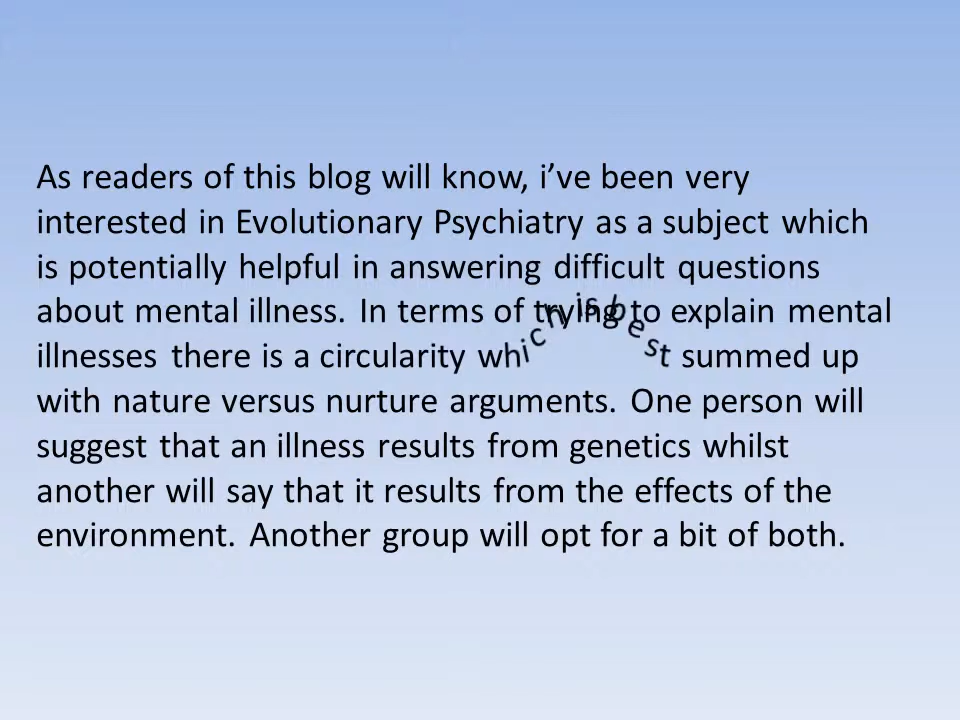 As readers of this blog will know, i’ve been very
interested in Evolutionary Psychiatry as a subject which
is potentially helpful in answering difficult questions
about mental illness. In terms of trying to explain mental
illnesses there is a circularity which is best summed up
with nature versus nurture arguments. One person will
suggest that an illness results from genetics whilst
another will say that it results from the effects of the
environment. Another group will opt for a bit of both.